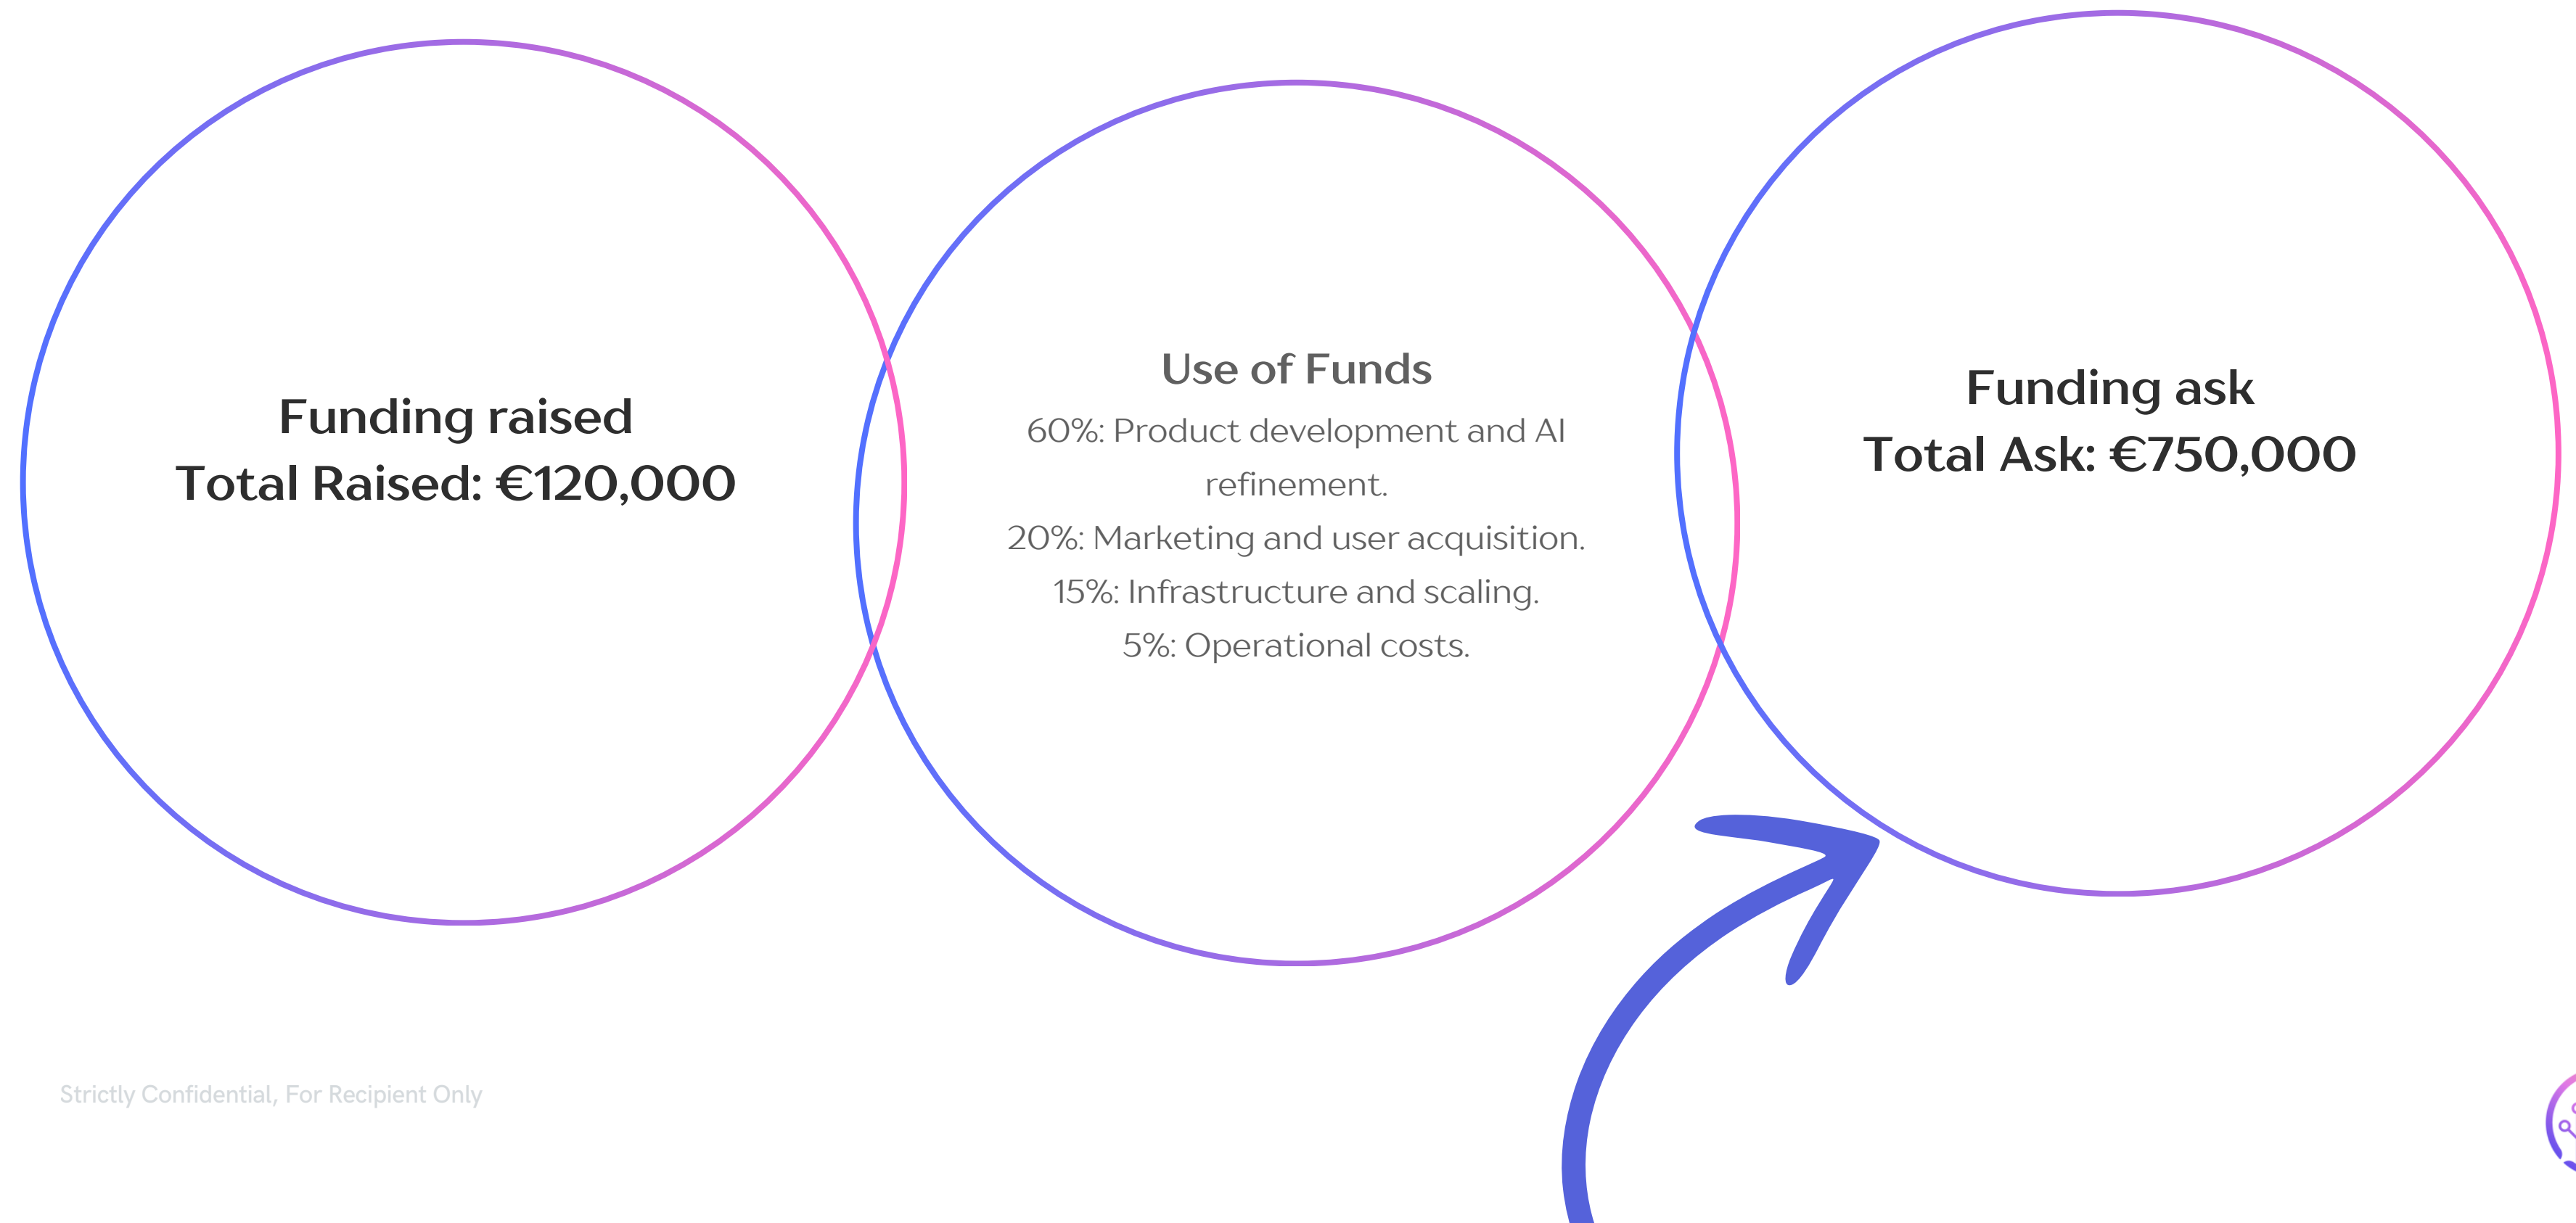 Funding raised
Total Raised: €120,000
Use of Funds
60%: Product development and AI
refinement.
20%: Marketing and user acquisition.
15%: Infrastructure and scaling.
5%: Operational costs.
Funding ask
Total Ask: €750,000
Strictly Confidential, For Recipient Only